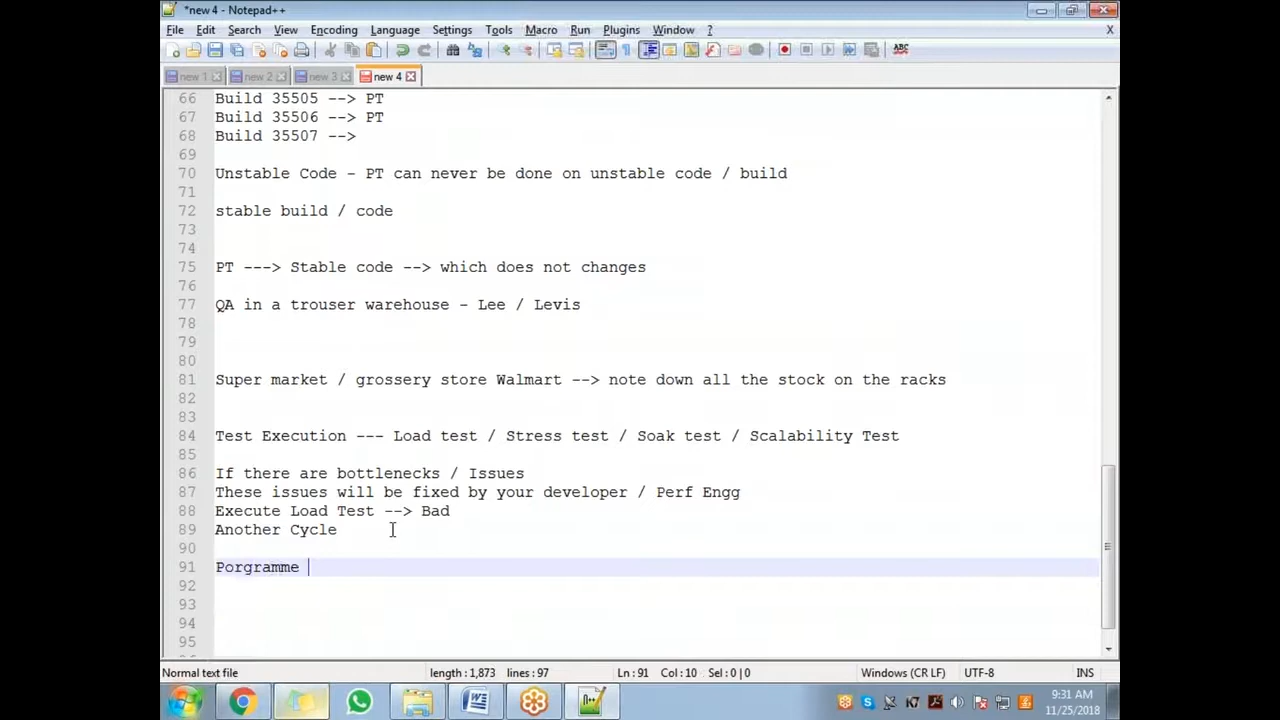 *new 4 - Notepad++
File Edit Search View Encoding Language Settings Tools Macro Run Plugins Window ? X
new 1 new 2 new 3 new 4
66 Build 35505 --> PT
67 Build 35506 --> PT
68 Build 35507 -->
69
70 Unstable Code - PT can never be done on unstable code / build
71
72 stable build / code
73
74
75 PT ---> Stable code --> which does not changes
76
77 QA in a trouser warehouse - Lee / Levis
78
79
80
81 Super market / grossery store Walmart --> note down all the stock on the racks
82
83
84 Test Execution --- Load test / Stress test / Soak test / Scalability Test
85
86 If there are bottlenecks / Issues
87 These issues will be fixed by your developer / Perf Engg
88 Execute Load Test --> Bad
89 Another Cycle
90
91 Porgramme
92
93
94
95
Normal text file length : 1,873 lines : 97 Ln : 91 Col : 10 Sel : 0 | 0 Windows (CR LF) UTF-8 INS
9:31 AM
11/25/2018